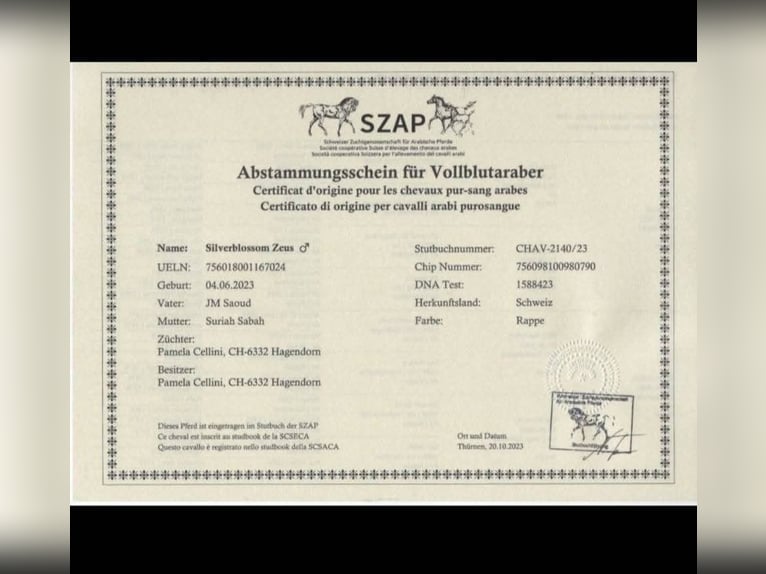 SZAP
Schweizer Zuchtgenossenschaft für Arabische Pferde
Société coopérative Suisse d'élevage des chevaux arabes
Società cooperativa Svizzera per l'allevamento dei cavalli arabi
Abstammungsschein für Vollblutaraber
Certificat d'origine pour les chevaux pur-sang arabes
Certificato di origine per cavalli arabi purosangue
Name: Silverblossom Zeus ♂
UELN: 756018001167024
Geburt: 04.06.2023
Vater: JM Saoud
Mutter: Suriah Sabah
Züchter:
Pamela Cellini, CH-6332 Hagendorn
Besitzer:
Pamela Cellini, CH-6332 Hagendorn
Stutbuchnummer: CHAV-2140/23
Chip Nummer: 756098100980790
DNA Test: 1588423
Herkunftsland: Schweiz
Farbe: Rappe
Dieses Pferd ist eingetragen im Stutbuch der SZAP
Ce cheval est inscrit au studbook de la SCSECA
Questo cavallo è registrato nello studbook della SCSACA
Ort und Datum
Thürnen, 20.10.2023